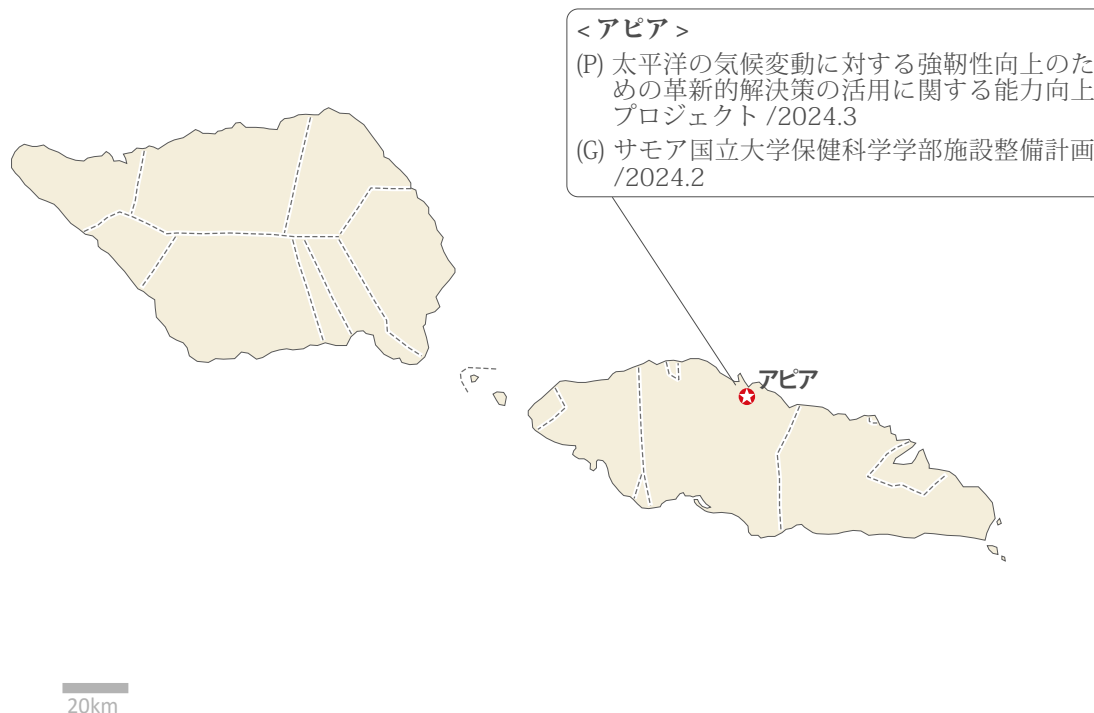 < アピア >
(P) 太平洋の気候変動に対する強靭性向上のた
めの革新的解決策の活用に関する能力向上
プロジェクト /2024.3
(G) サモア国立大学保健科学学部施設整備計画
/2024.2
アピア
20km